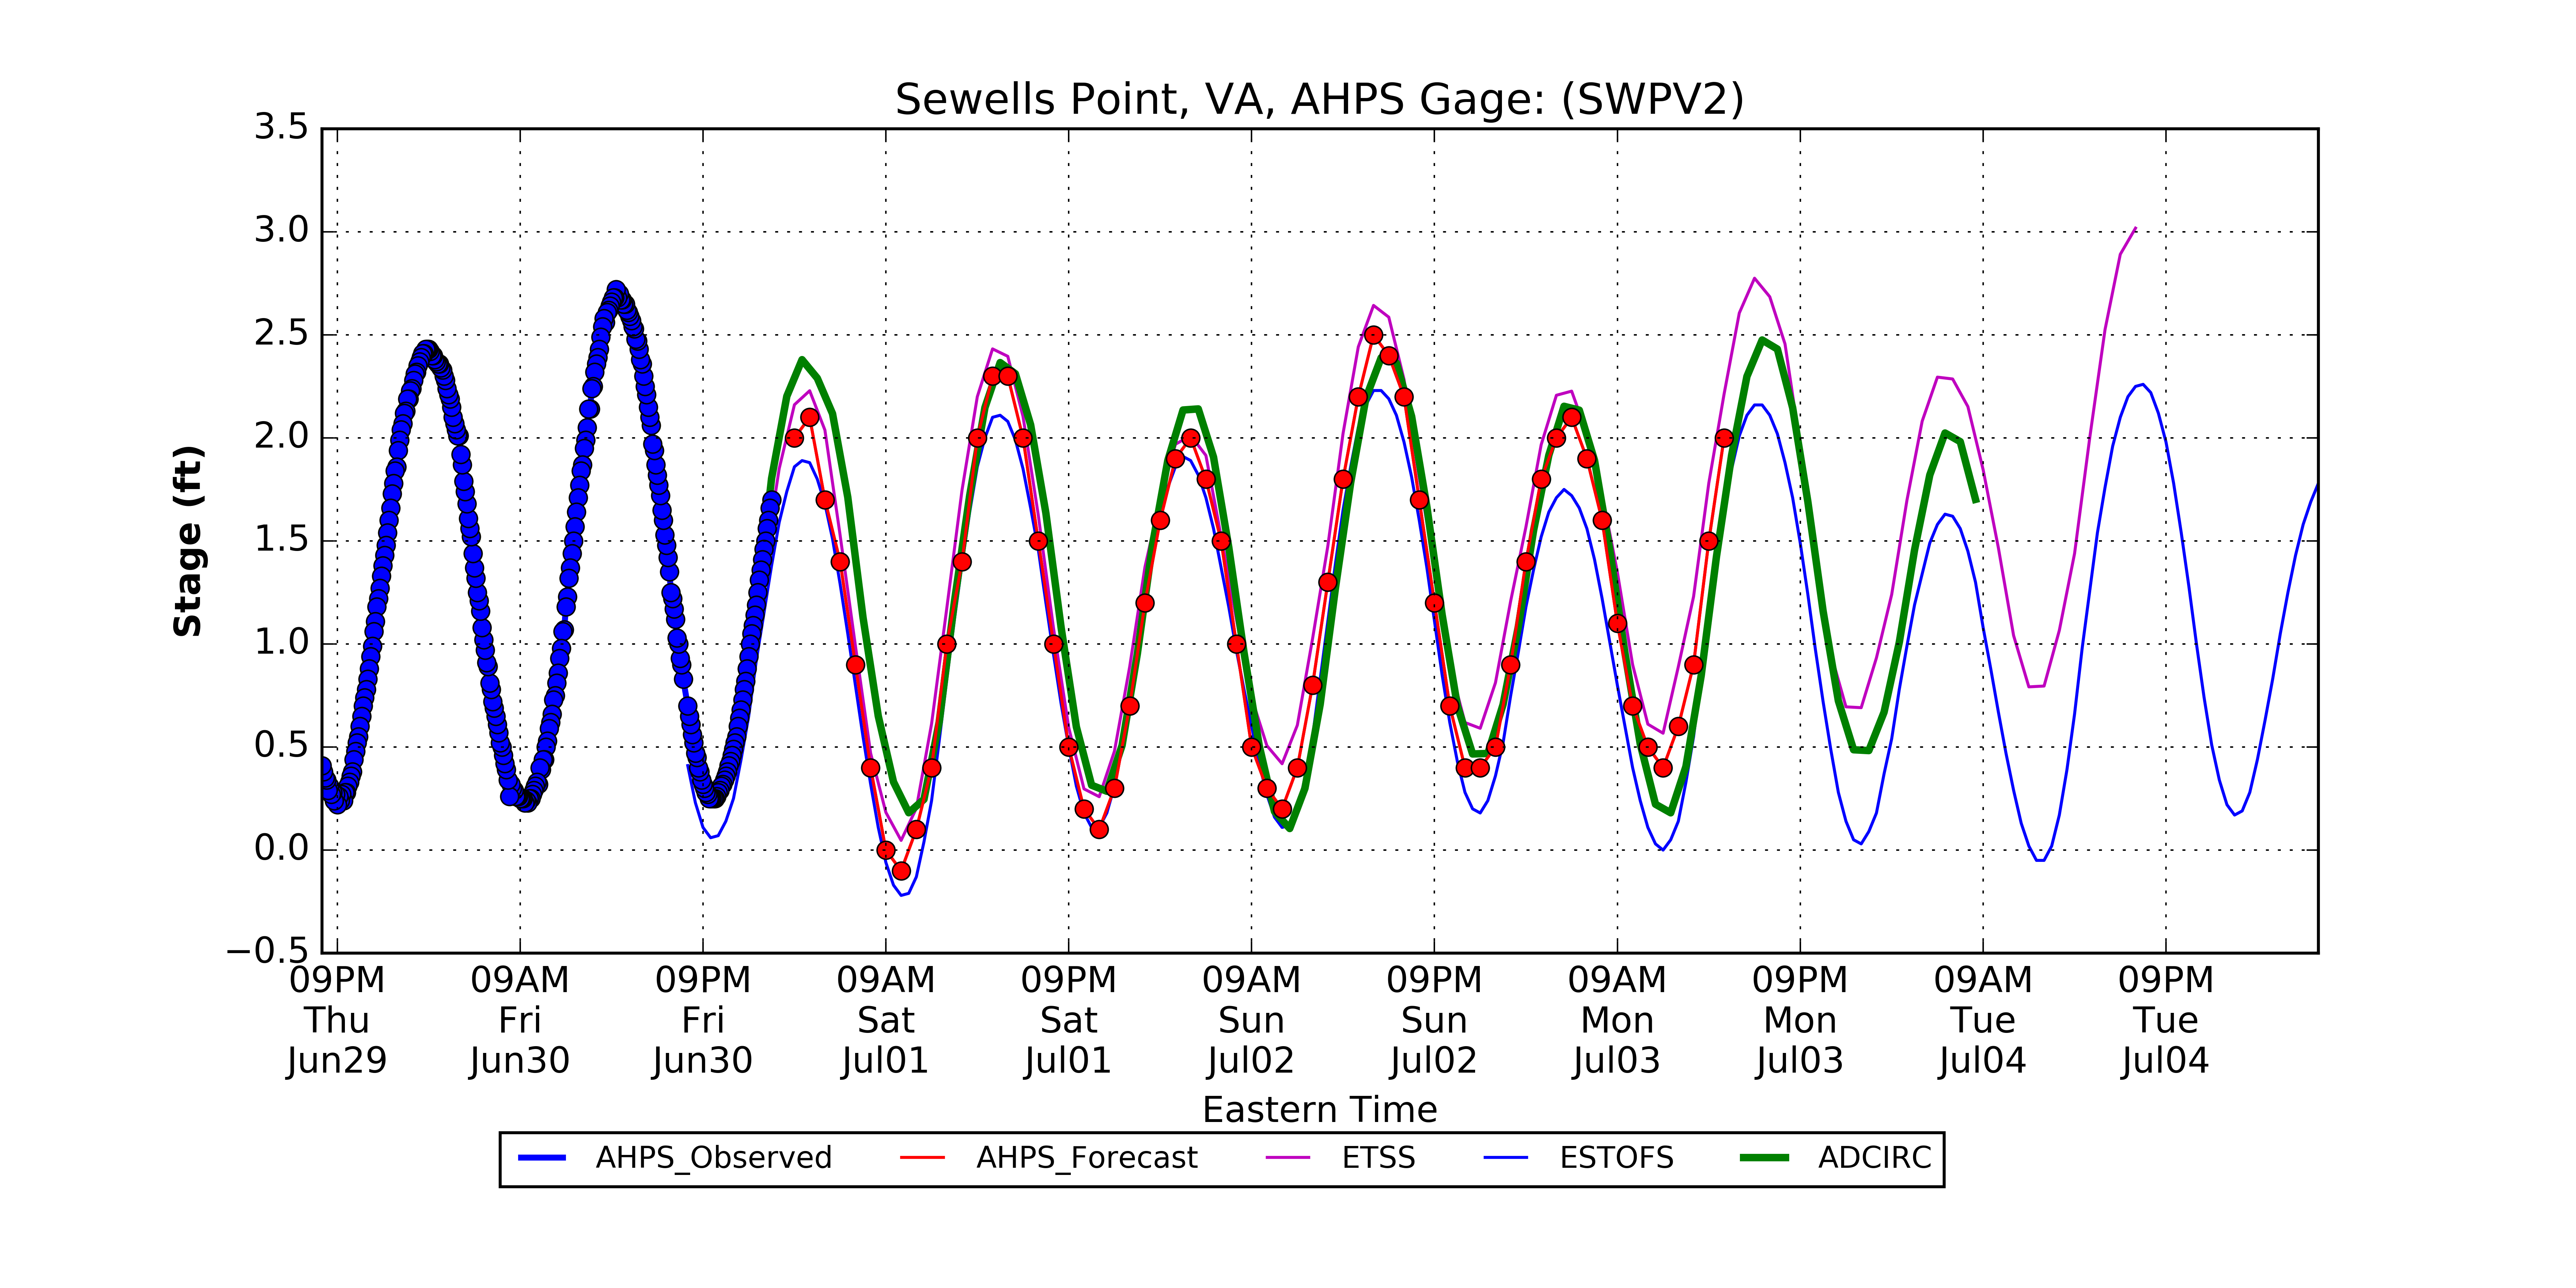 Sewells Point, VA, AHPS Gage: (SWPV2)
Stage (ft)
3.5
3.0
2.5
2.0
1.5
1.0
0.5
0.0
−0.5
09PM 09AM 09PM 09AM 09PM 09AM 09PM 09AM 09PM 09AM 09PM
Thu Fri Fri Sat Sat Sun Sun Mon Mon Tue Tue
Jun29 Jun30 Jun30 Jul01 Jul01 Jul02 Jul02 Jul03 Jul03 Jul04 Jul04
Eastern Time
AHPS_Observed AHPS_Forecast ETSS ESTOFS ADCIRC